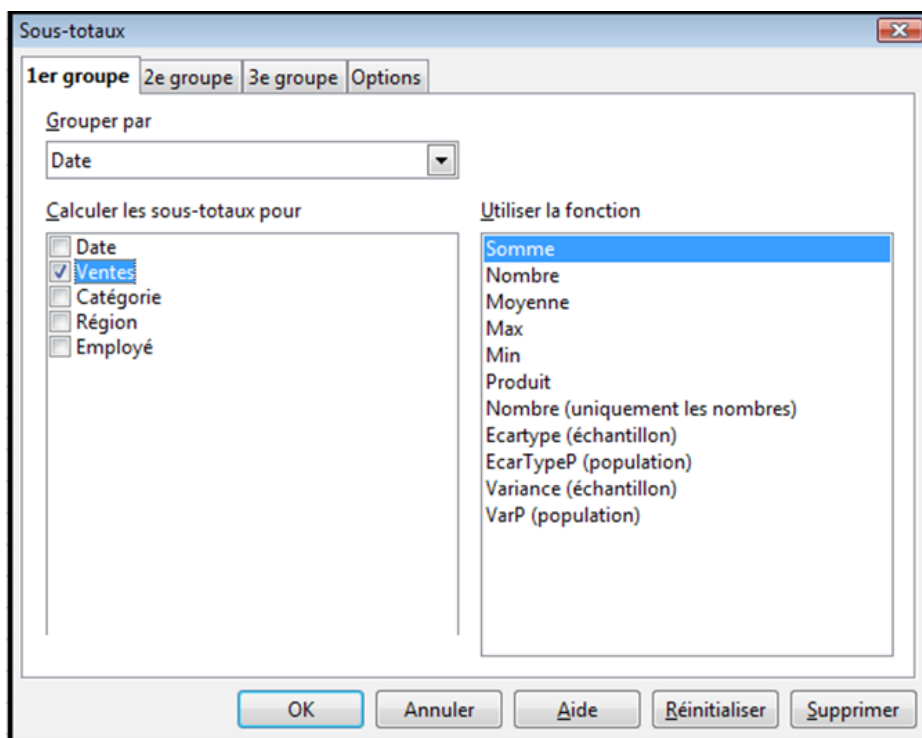 Sous-totaux
1er groupe 2e groupe 3e groupe Options
Grouper par
Date
Calculer les sous-totaux pour
Date
Ventes
Catégorie
Région
Employé
Utiliser la fonction
Somme
Nombre
Moyenne
Max
Min
Produit
Nombre (uniquement les nombres)
Ecartype (échantillon)
EcarTypeP (population)
Variance (échantillon)
VarP (population)
OK Annuler Aide Réinitialiser Supprimer